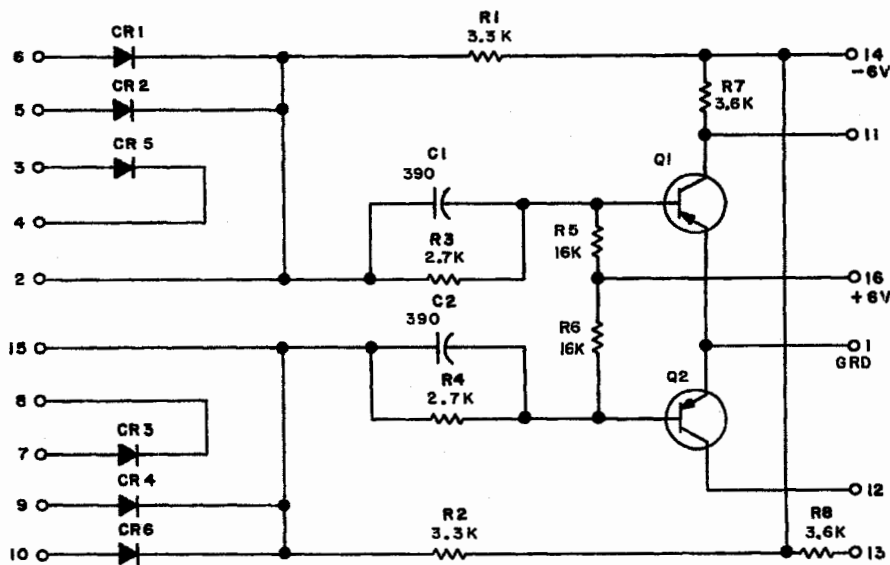 R1
3.3K
CR1
6
14
-6V
CR2
5
R7
3.6K
11
CR5
3
C1
390
Q1
4
R3
2.7K
R5
16K
2
16
+6V
C2
390
R6
16K
15
1
GRD
R4
2.7K
Q2
8
CR3
7
CR4
9
12
CR6
R2
3.3K
R8
3.6K
10
13